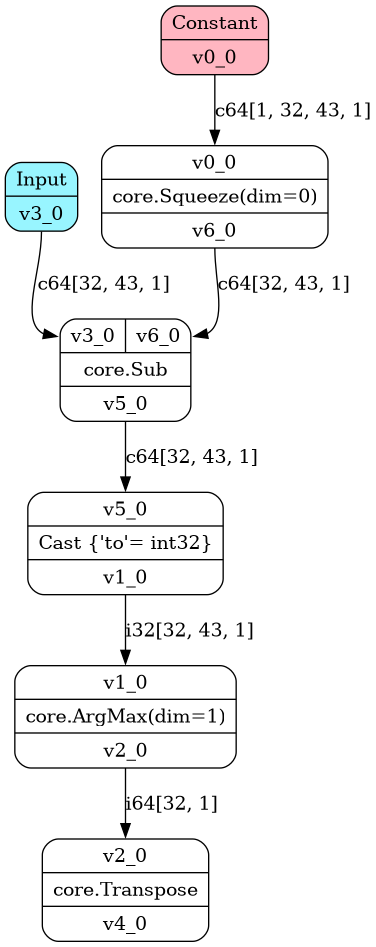 Constant
v0_0
c64[1, 32, 43, 1]
Input
v3_0
v0_0
core.Squeeze(dim=0)
v6_0
c64[32, 43, 1]
c64[32, 43, 1]
v3_0 v6_0
core.Sub
v5_0
c64[32, 43, 1]
v5_0
Cast {'to'= int32}
v1_0
i32[32, 43, 1]
v1_0
core.ArgMax(dim=1)
v2_0
i64[32, 1]
v2_0
core.Transpose
v4_0